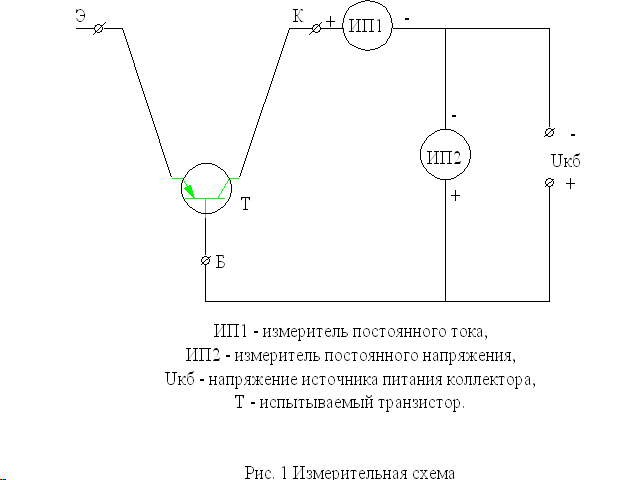 Э К + ИП1 -
-
-
ИП2 Uкб
+ +
Т
Б
ИП1 - измеритель постоянного тока,
ИП2 - измеритель постоянного напряжения,
Uкб - напряжение источника питания коллектора,
Т - испытываемый транзистор.
Рис. 1 Измерительная схема